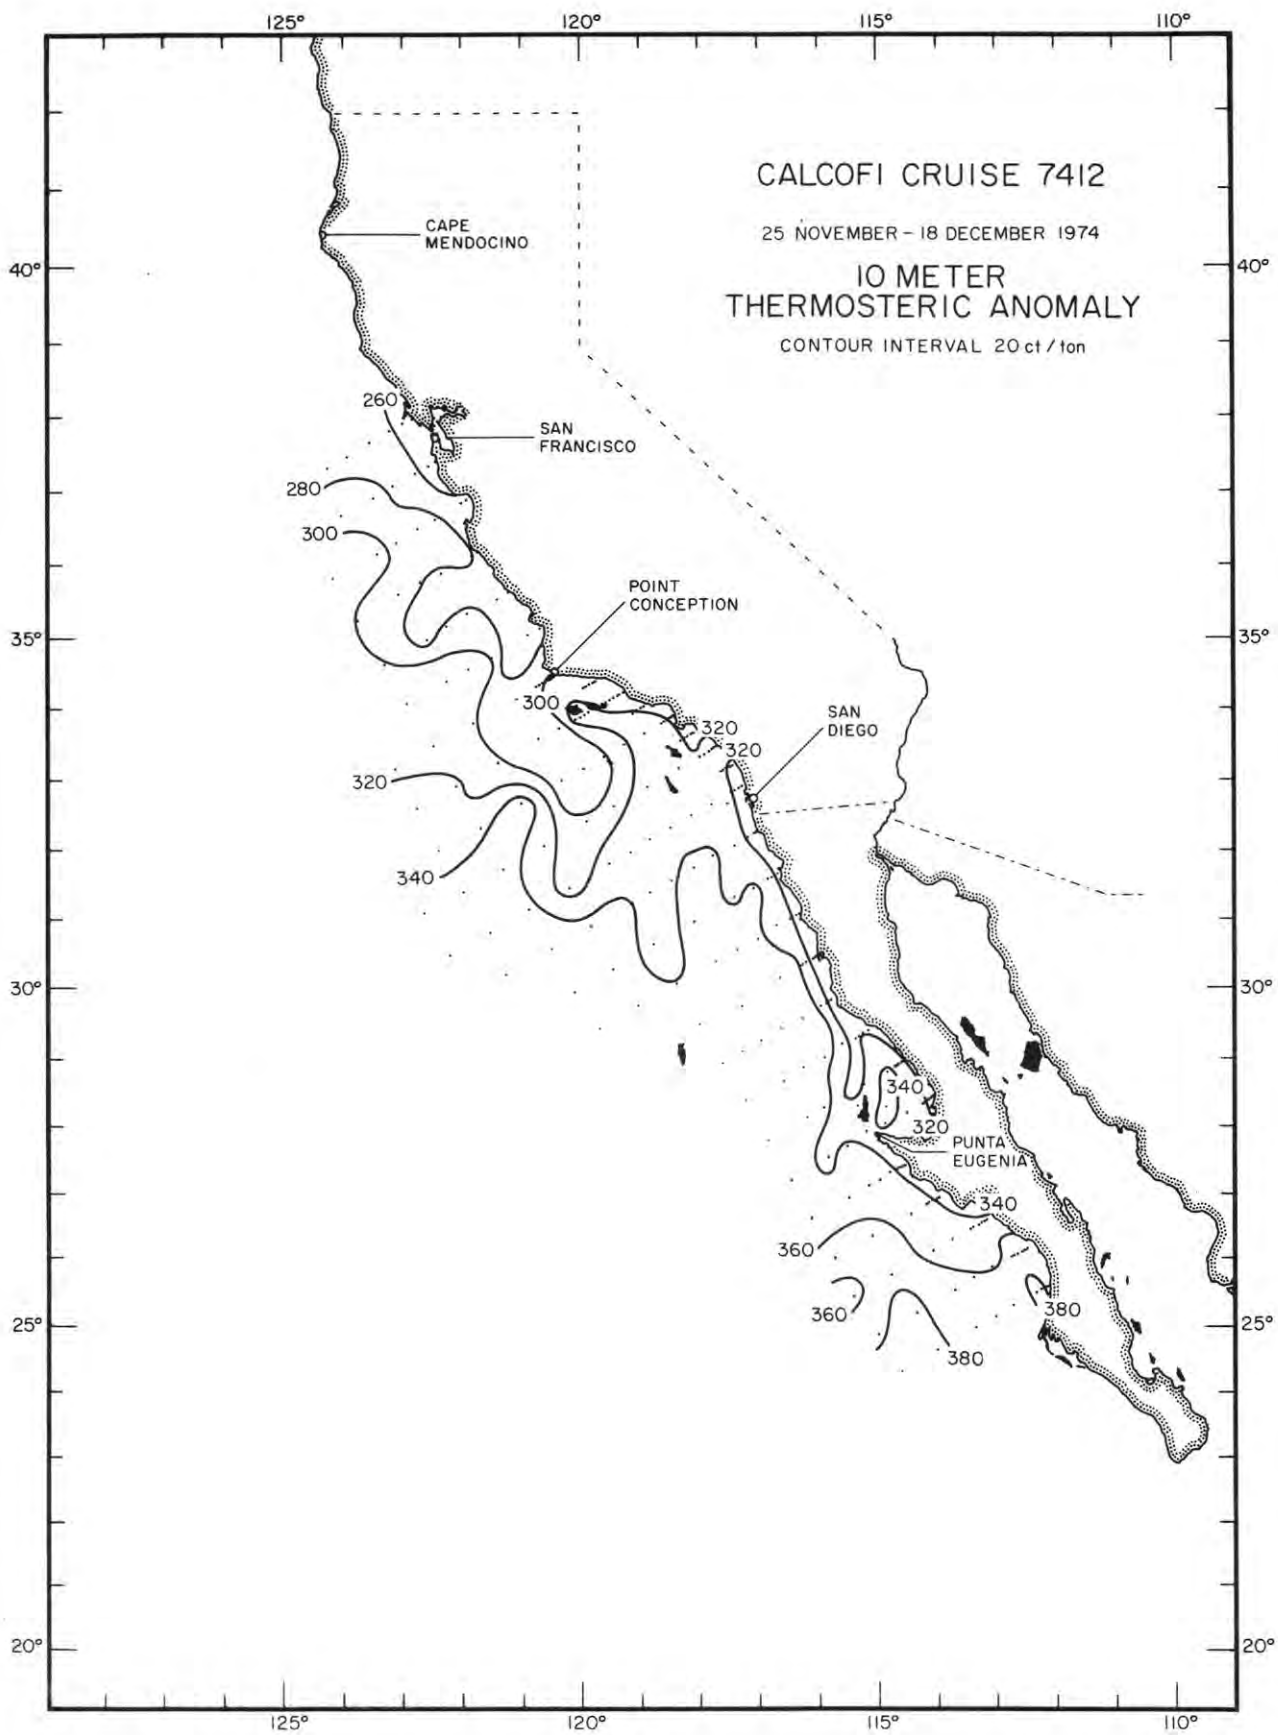 125°
120°
115°
110°
CALCOFI CRUISE 7412
25 NOVEMBER – 18 DECEMBER 1974
10 METER
THERMOSTERIC ANOMALY
CONTOUR INTERVAL 20 ct / ton
CAPE
MENDOCINO
40°
40°
260
SAN
FRANCISCO
280
300
POINT
CONCEPTION
35°
35°
300
SAN
DIEGO
320
320
320
340
30°
30°
340
320
PUNTA
EUGENIA
340
360
360
380
380
25°
25°
20°
20°
125°
120°
115°
110°